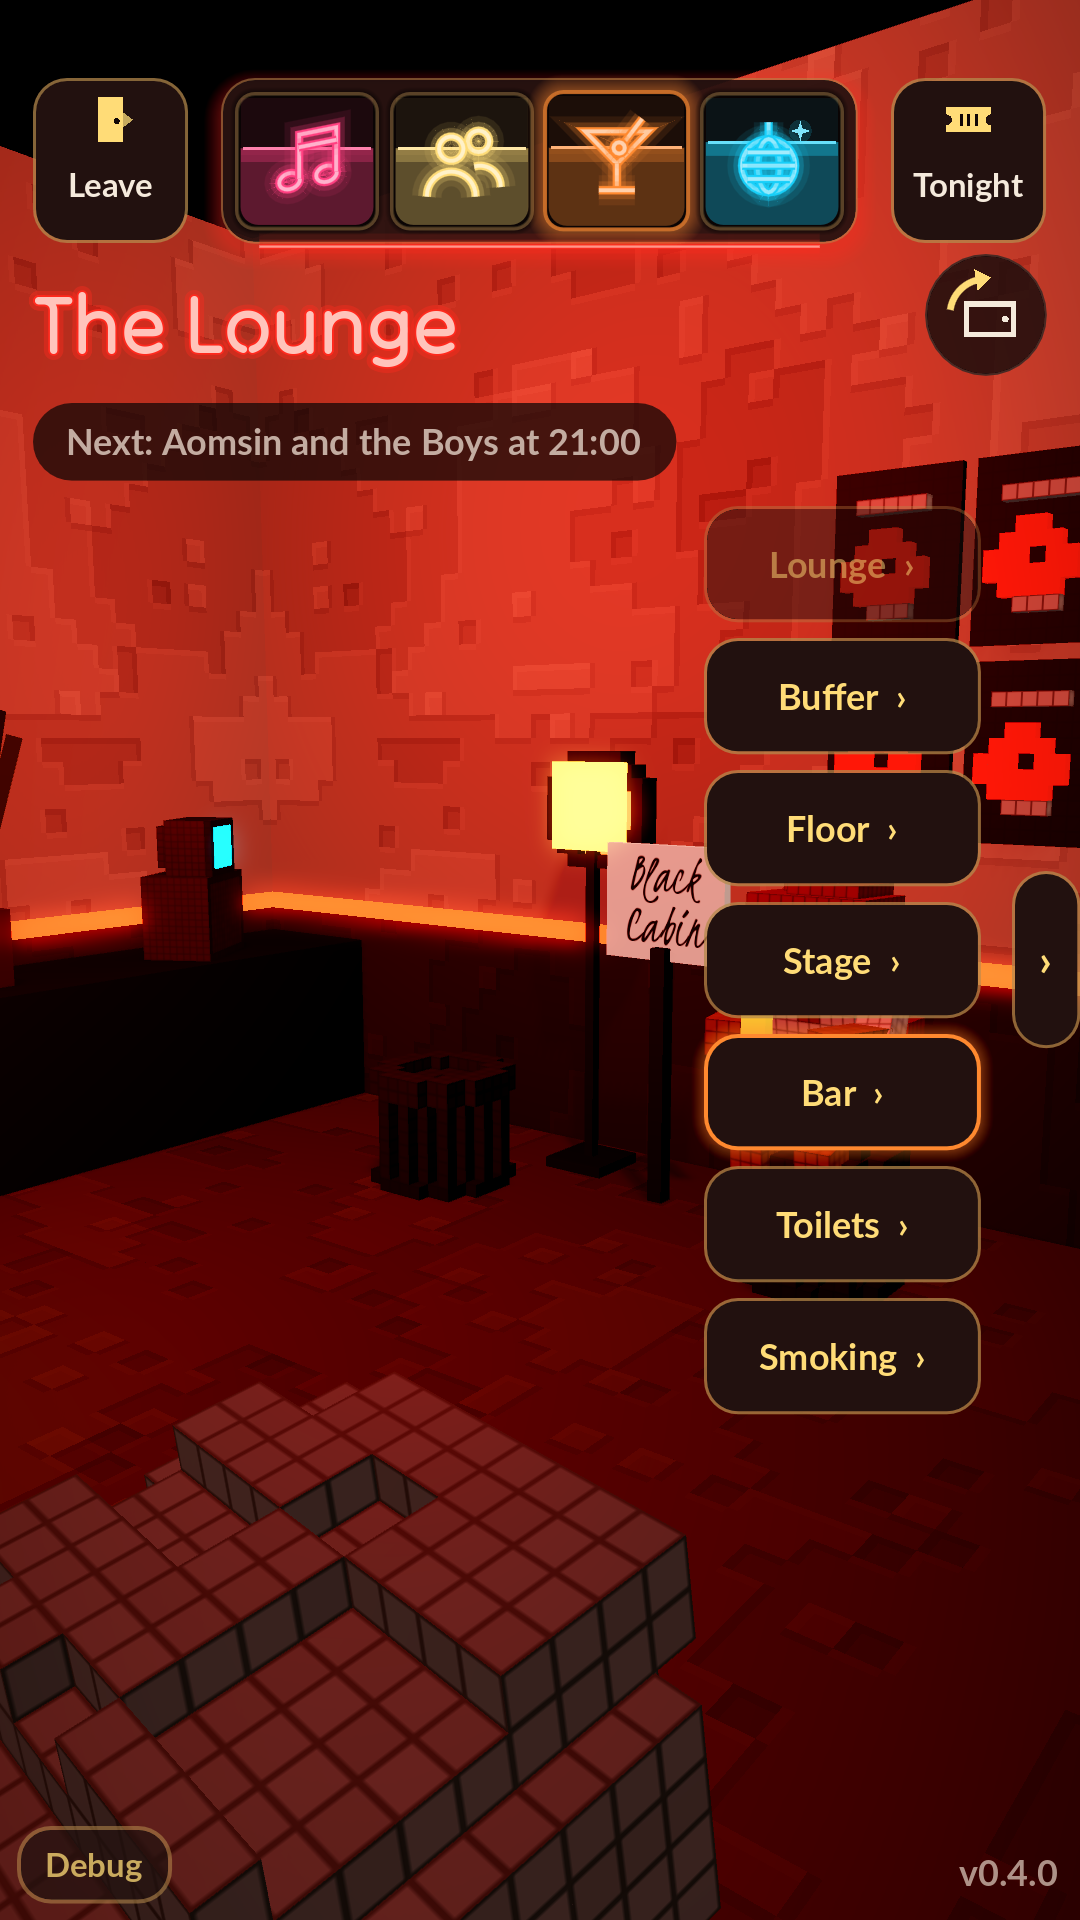 Leave
Tonight
The Lounge
Next: Aomsin and the Boys at 21:00
Lounge ›
Buffer ›
Floor ›
Black
Cabin
Stage ›
›
Bar ›
Toilets ›
Smoking ›
Debug
v0.4.0